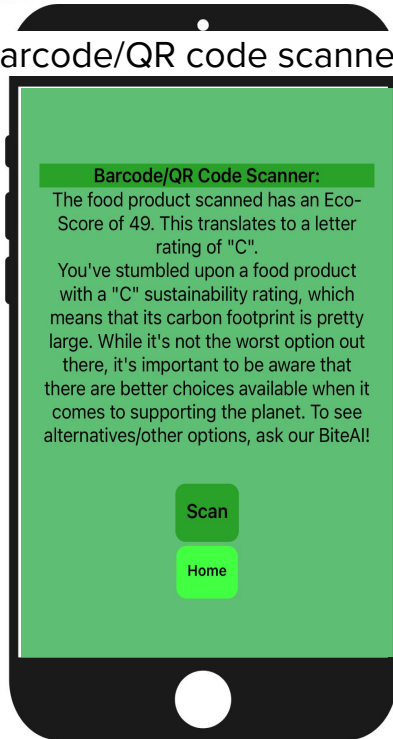 arcode/QR code scanne
Barcode/QR Code Scanner:
The food product scanned has an Eco-
Score of 49. This translates to a letter
rating of "C".
You've stumbled upon a food product
with a "C" sustainability rating, which
means that its carbon footprint is pretty
large. While it's not the worst option out
there, it's important to be aware that
there are better choices available when it
comes to supporting the planet. To see
alternatives/other options, ask our BiteAI!
Scan
Home